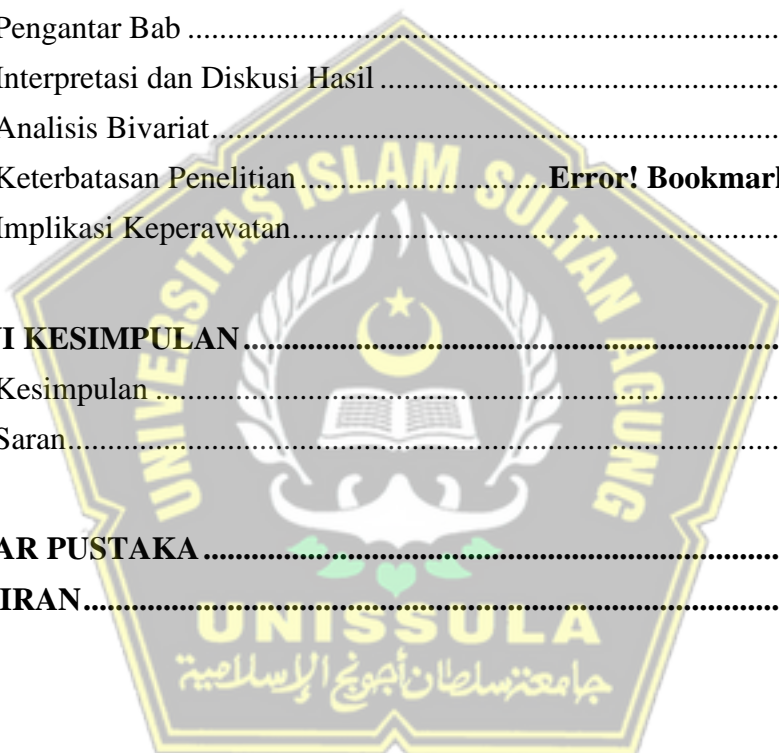 Pengantar Bab ..........................................................................
Interpretasi dan Diskusi Hasil ..................................................
Analisis Bivariat.......................................................................
Keterbatasan Penelitian...............................Error! Bookmark
Implikasi Keperawatan.............................................................
I KESIMPULAN...................................................................
Kesimpulan ..............................................................................
Saran.........................................................................................
AR PUSTAKA ........................................................................
IRAN.......................................................................................
UNIVERSITAS ISLAM SULTAN AGUNG
UNISSULA
جامعة سلطان أجونج الإسلامية